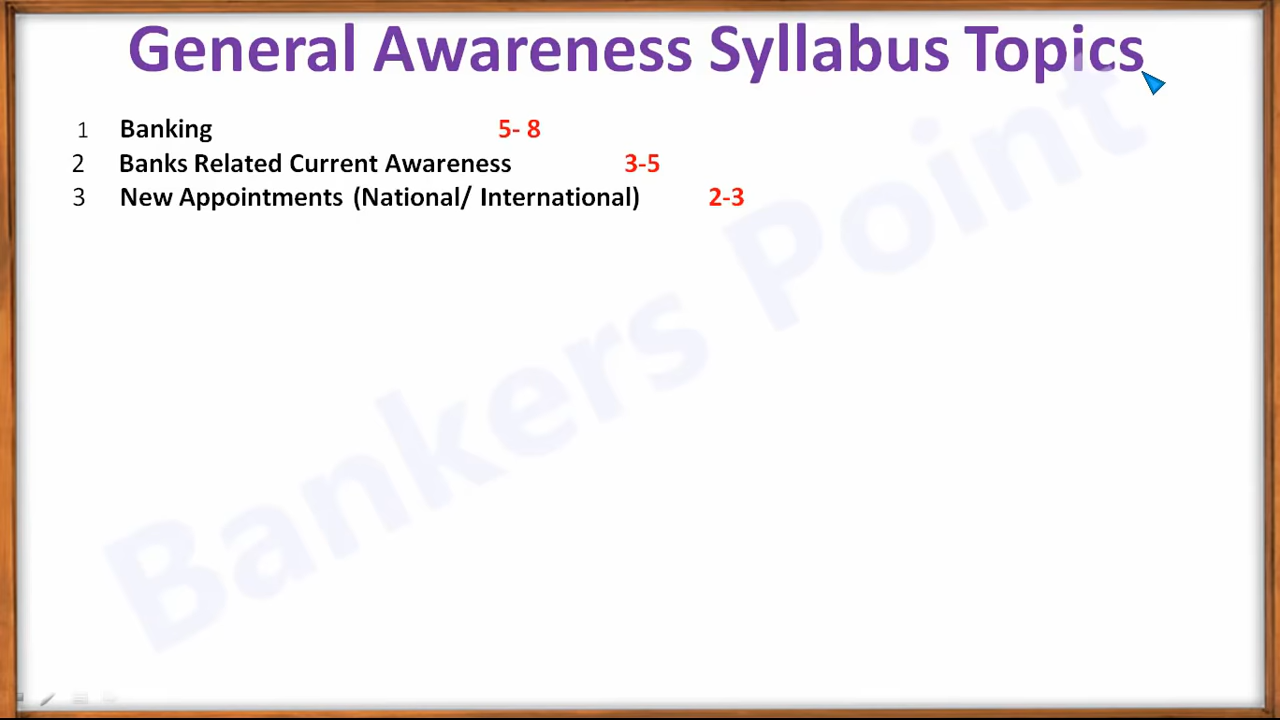 General Awareness Syllabus Topics
1 Banking 5- 8
2 Banks Related Current Awareness 3-5
3 New Appointments (National/ International) 2-3
Bankers Point